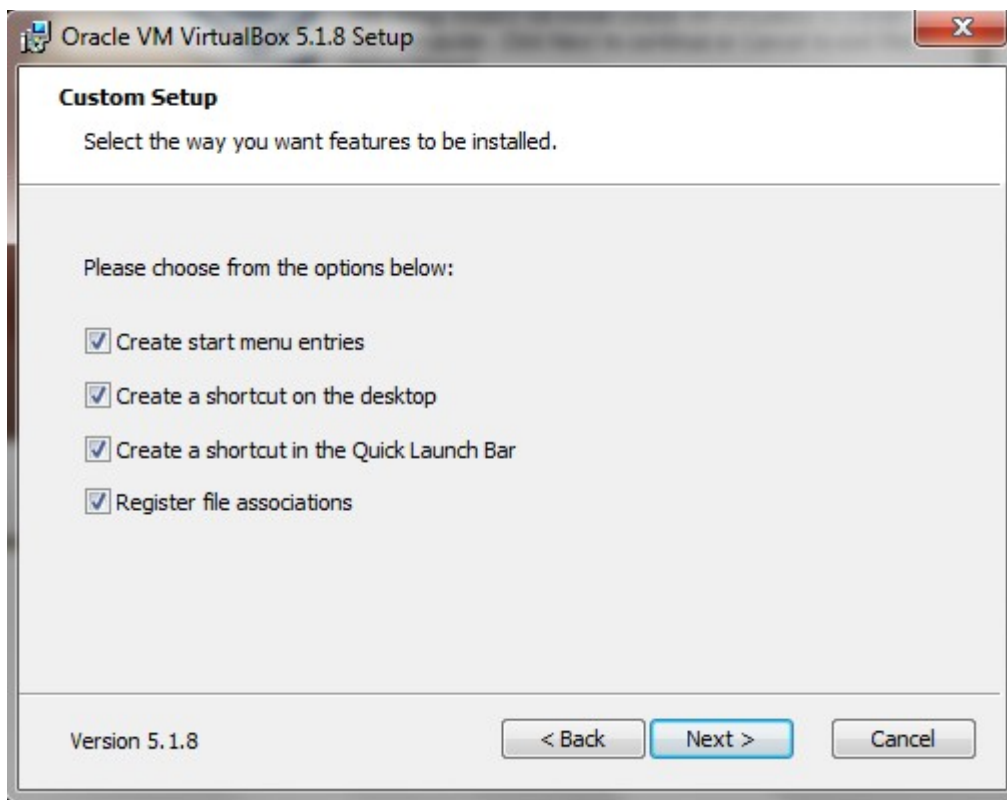 Oracle VM VirtualBox 5.1.8 Setup
Custom Setup
Select the way you want features to be installed.
Please choose from the options below:
Create start menu entries
Create a shortcut on the desktop
Create a shortcut in the Quick Launch Bar
Register file associations
Version 5.1.8
< Back
Next >
Cancel